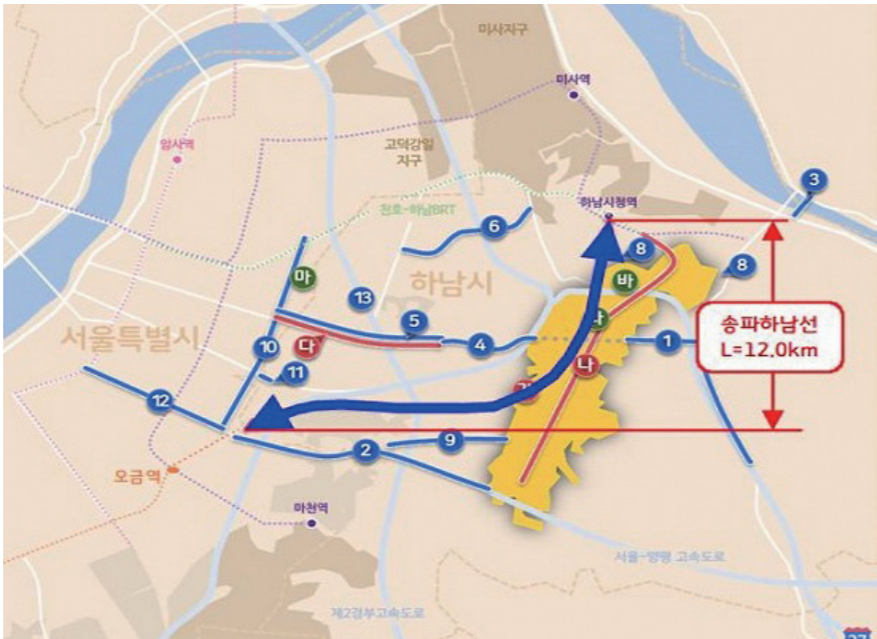 미사지구
미사역
고덕강일
지구
암사역
3
하남시청역
천호-하남BRT
6
8
8
마
바
하남시
13
서울특별시
5
송파하남선
L=12.0km
다
10
4
1
11
나
12
2
9
오금역
마천역
서울-양평 고속도로
제2경부고속도로